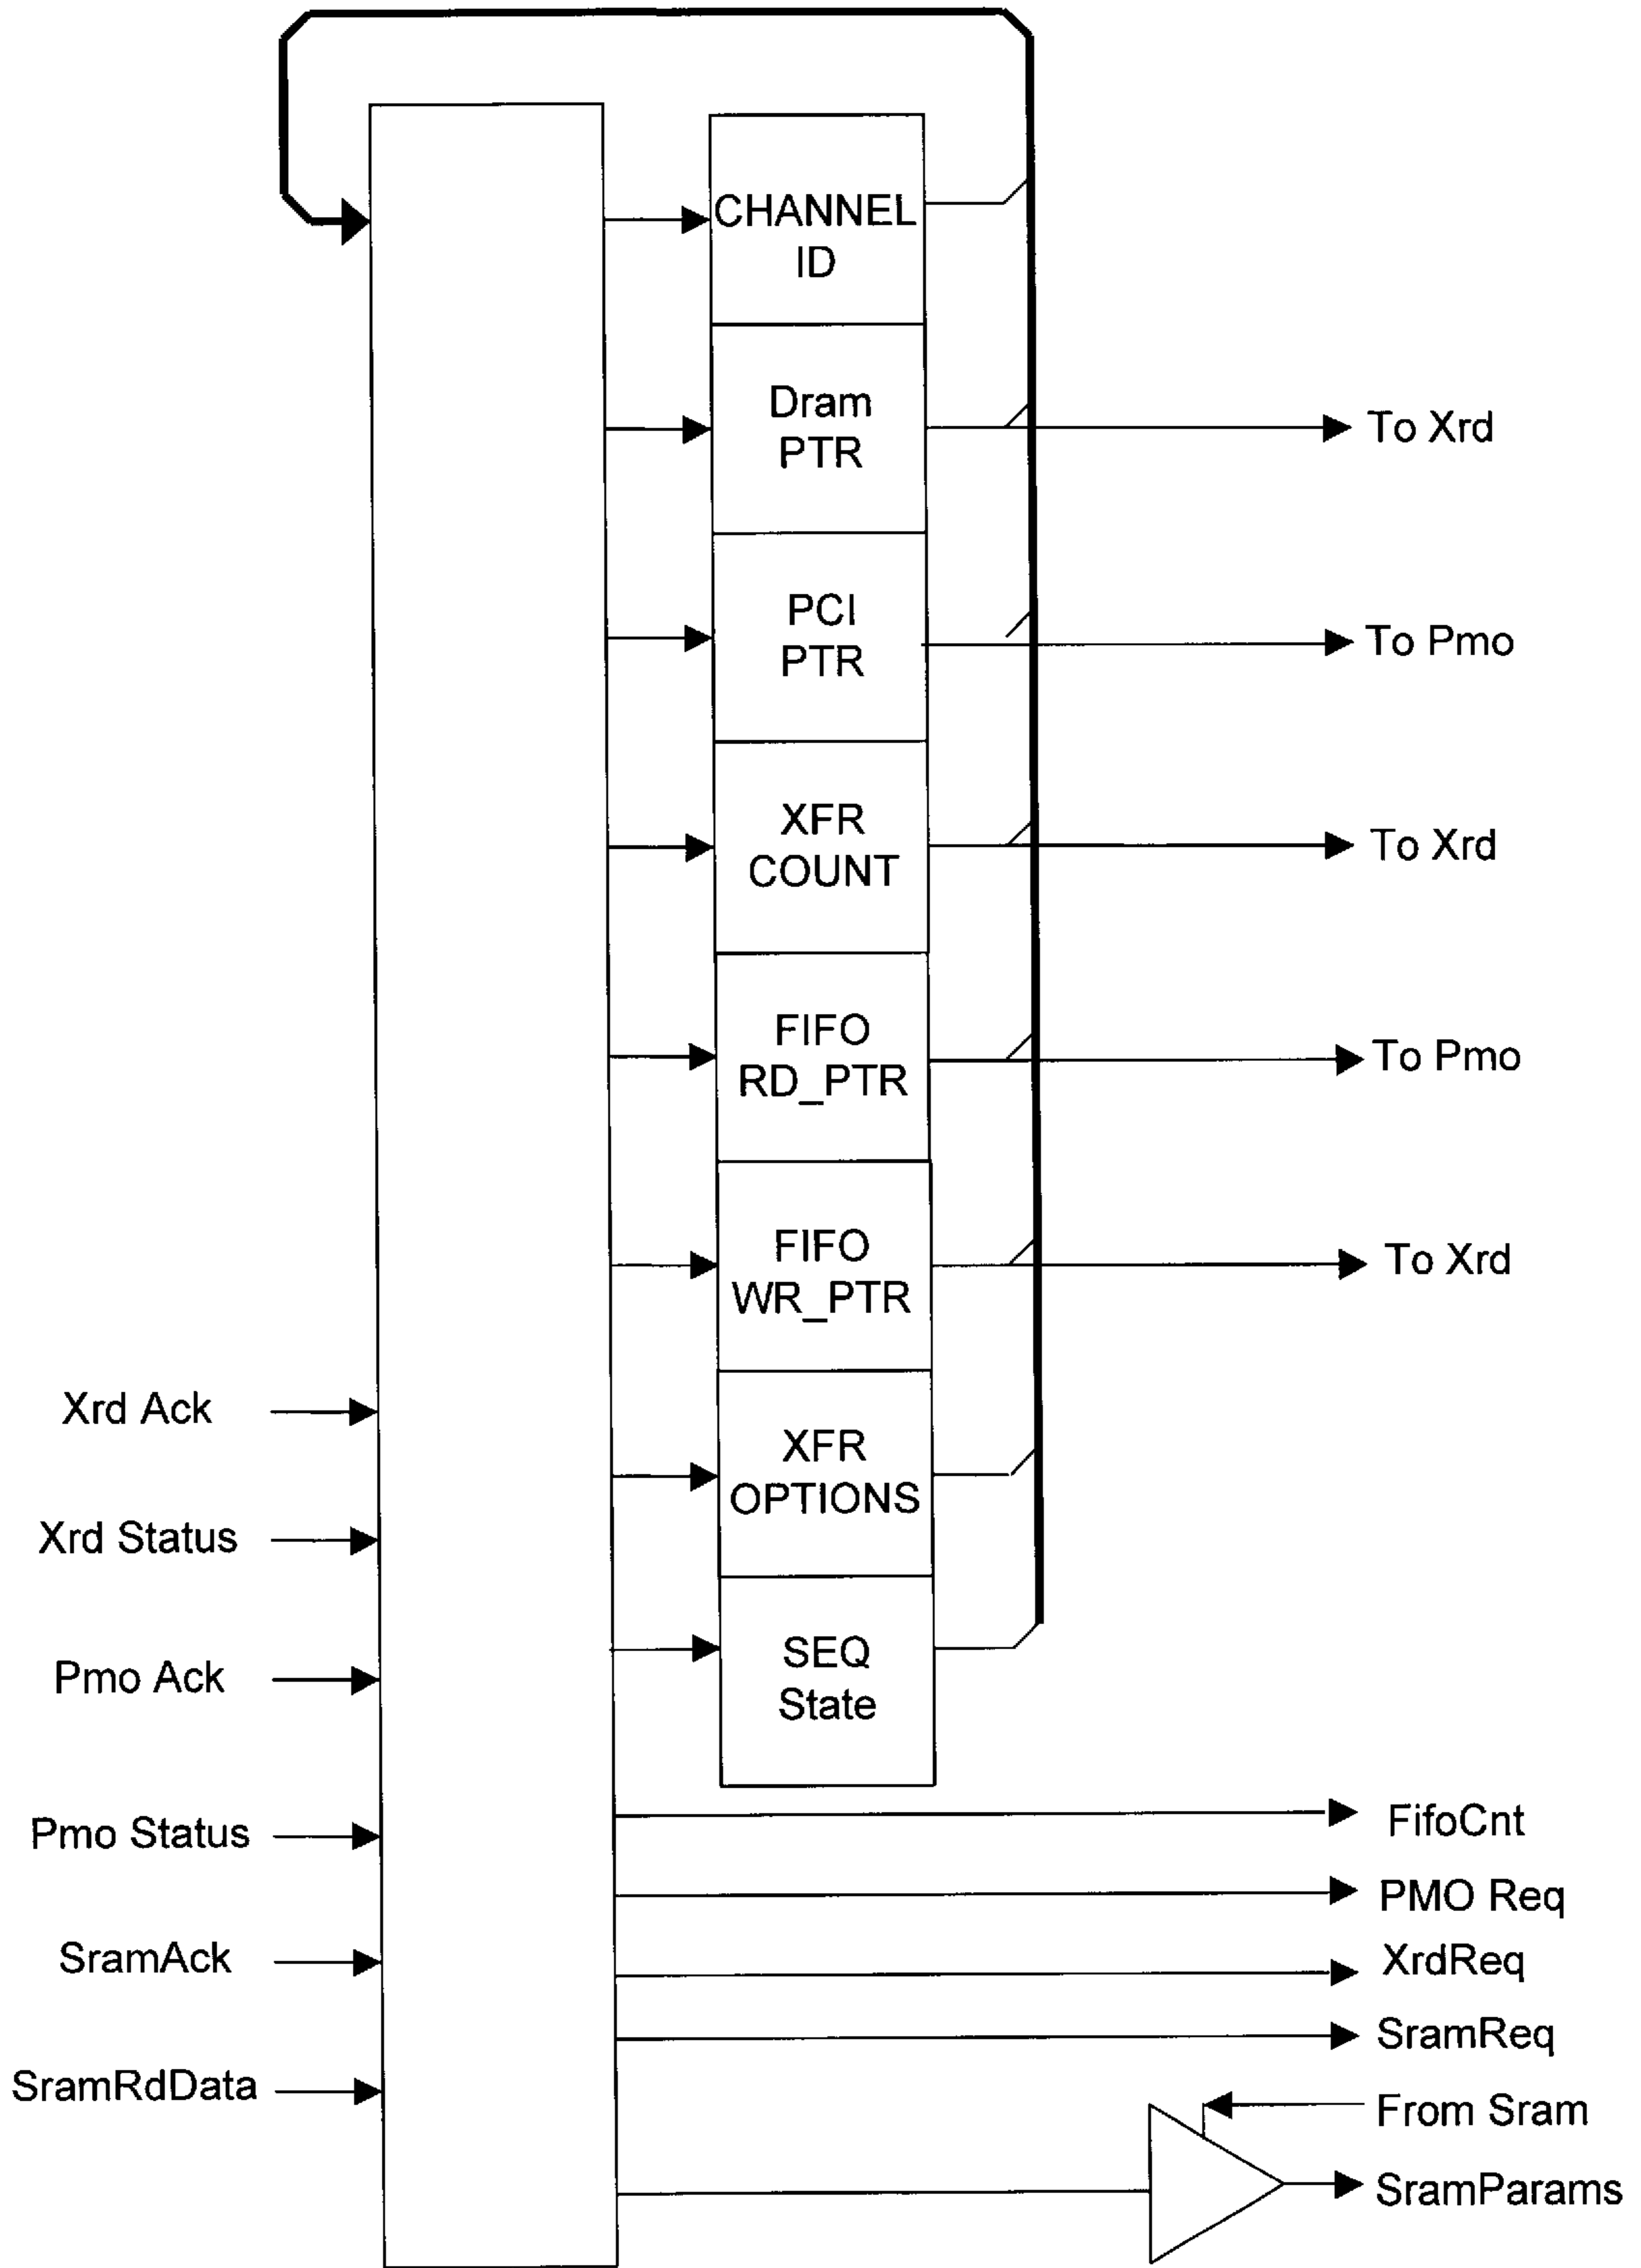 CHANNEL
ID
Dram
PTR
To Xrd
PCI
PTR
To Pmo
XFR
COUNT
To Xrd
FIFO
RD_PTR
To Pmo
FIFO
WR_PTR
To Xrd
Xrd Ack
XFR
OPTIONS
Xrd Status
SEQ
State
Pmo Ack
Pmo Status
FifoCnt
PMO Req
SramAck
XrdReq
SramReq
SramRdData
From Sram
SramParams